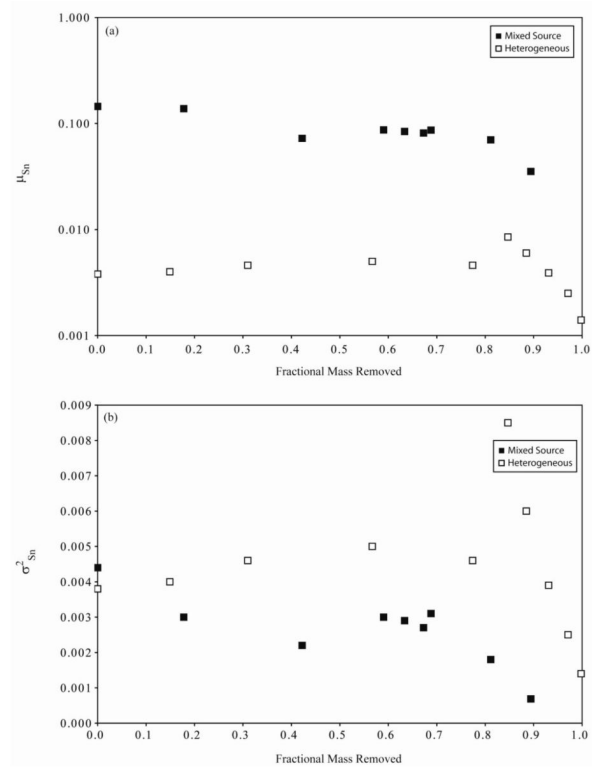 1.000
(a)
■ Mixed Source
□ Heterogeneous
0.100
μSn
0.010
0.001
0.0 0.1 0.2 0.3 0.4 0.5 0.6 0.7 0.8 0.9 1.0
Fractional Mass Removed
0.009
(b)
0.008
■ Mixed Source
□ Heterogeneous
0.007
0.006
0.005
σ²Sn
0.004
0.003
0.002
0.001
0.000
0.0 0.1 0.2 0.3 0.4 0.5 0.6 0.7 0.8 0.9 1.0
Fractional Mass Removed